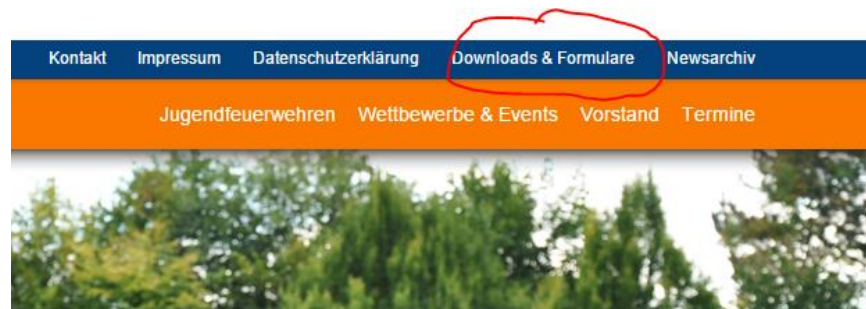 Kontakt Impressum Datenschutzerklärung Downloads & Formulare Newsarchiv
Jugendfeuerwehren Wettbewerbe & Events Vorstand Termine